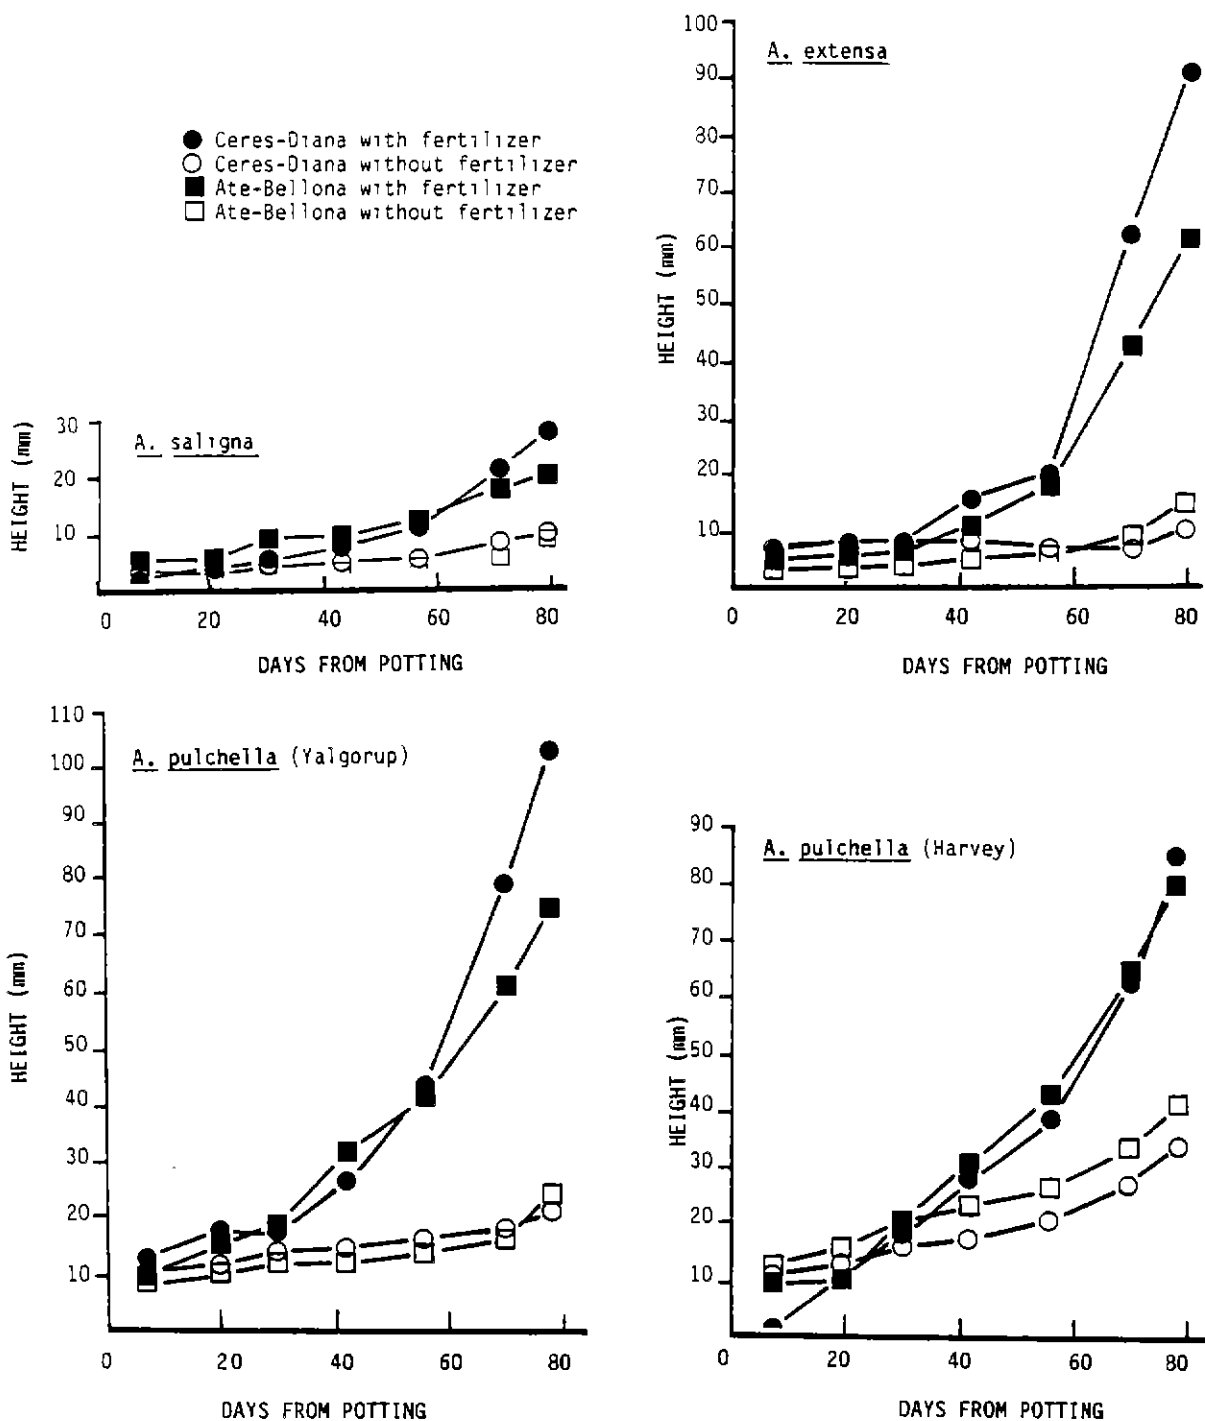 ● Ceres-Diana with fertilizer
○ Ceres-Diana without fertilizer
■ Ate-Bellona with fertilizer
□ Ate-Bellona without fertilizer
A. saligna
HEIGHT (mm)
30
20
10
0 20 40 60 80
DAYS FROM POTTING
A. extensa
HEIGHT (mm)
100
90
80
70
60
50
40
30
20
10
0 20 40 60 80
DAYS FROM POTTING
A. pulchella (Yalgorup)
HEIGHT (mm)
110
100
90
80
70
60
50
40
30
20
10
0 20 40 60 80
DAYS FROM POTTING
A. pulchella (Harvey)
HEIGHT (mm)
90
80
70
60
50
40
30
20
10
0 20 40 60 80
DAYS FROM POTTING